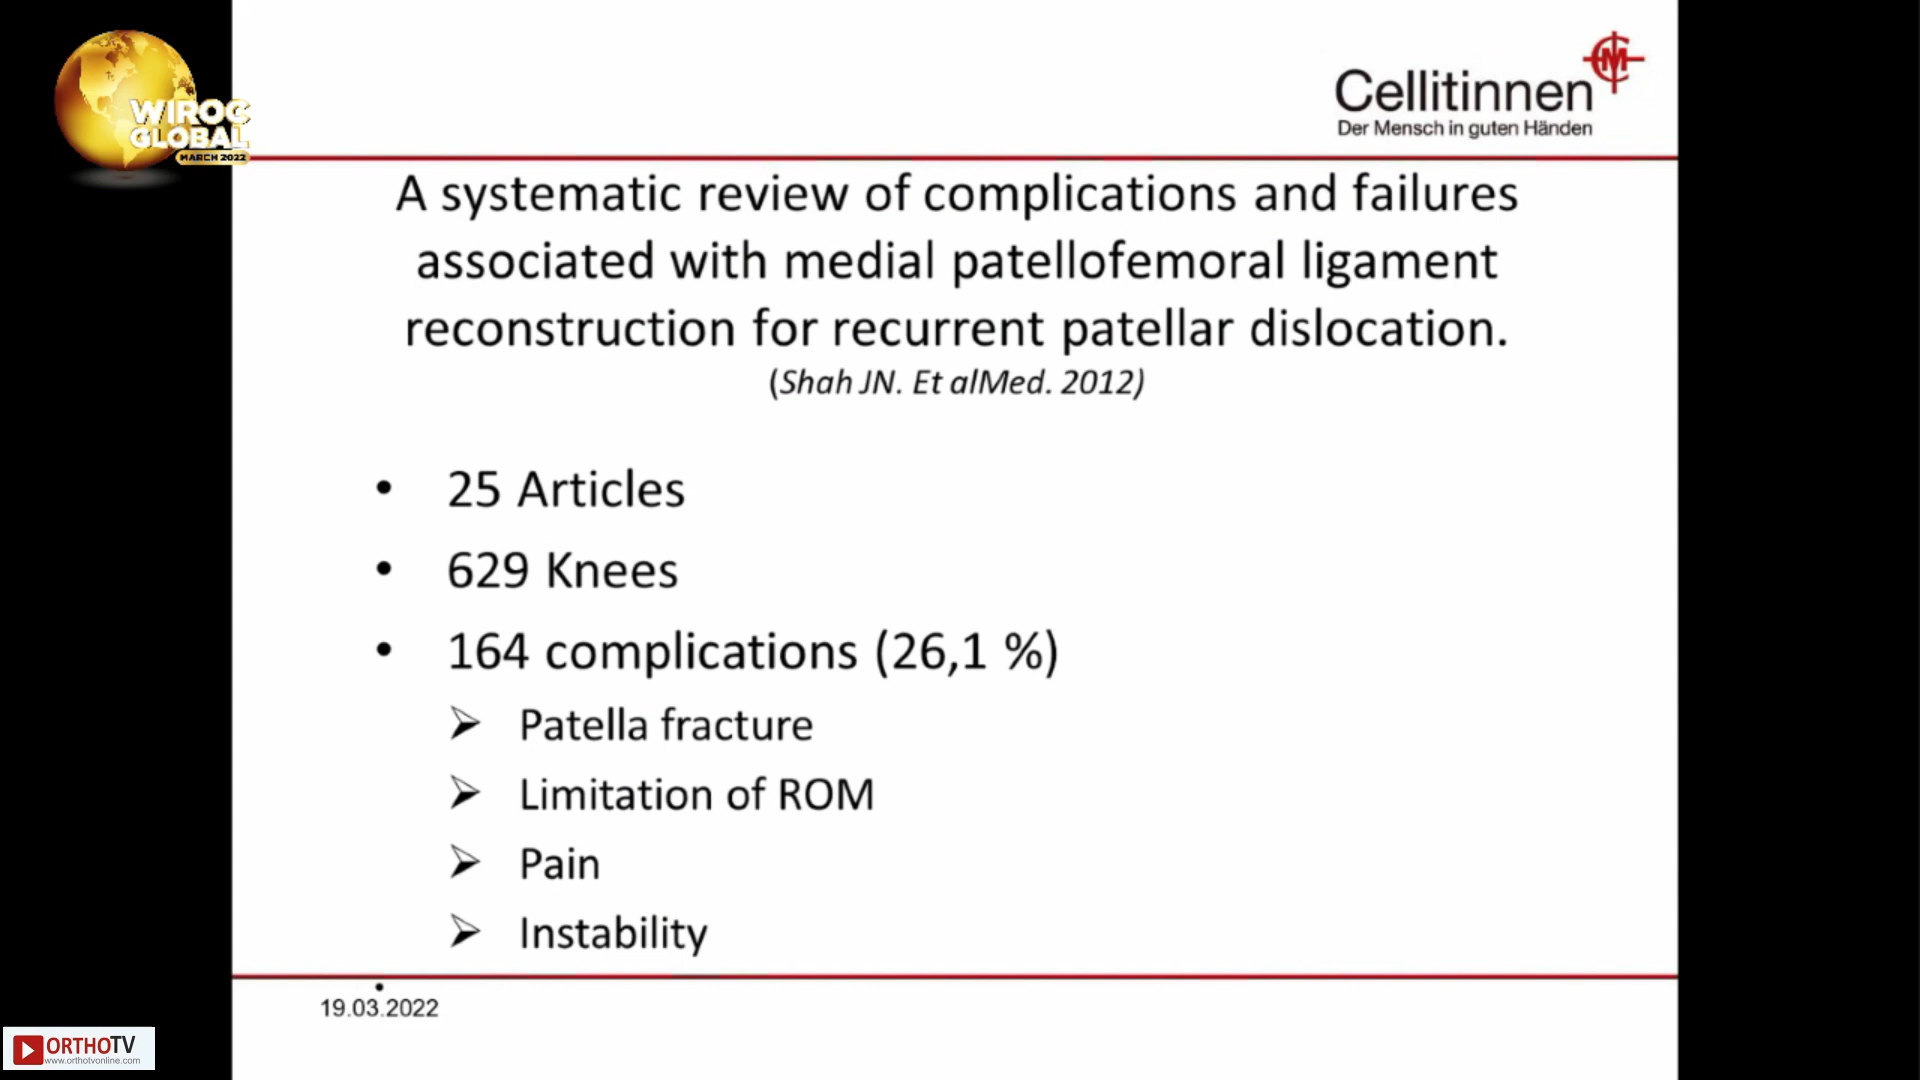 WIROC
GLOBAL
MARCH 2022
Cellitinnen
Der Mensch in guten Händen
A systematic review of complications and failures
associated with medial patellofemoral ligament
reconstruction for recurrent patellar dislocation.
(Shah JN. Et alMed. 2012)
• 25 Articles
• 629 Knees
• 164 complications (26,1 %)
➢ Patella fracture
➢ Limitation of ROM
➢ Pain
➢ Instability
•
19.03.2022
ORTHOTV
www.orthotvonline.com